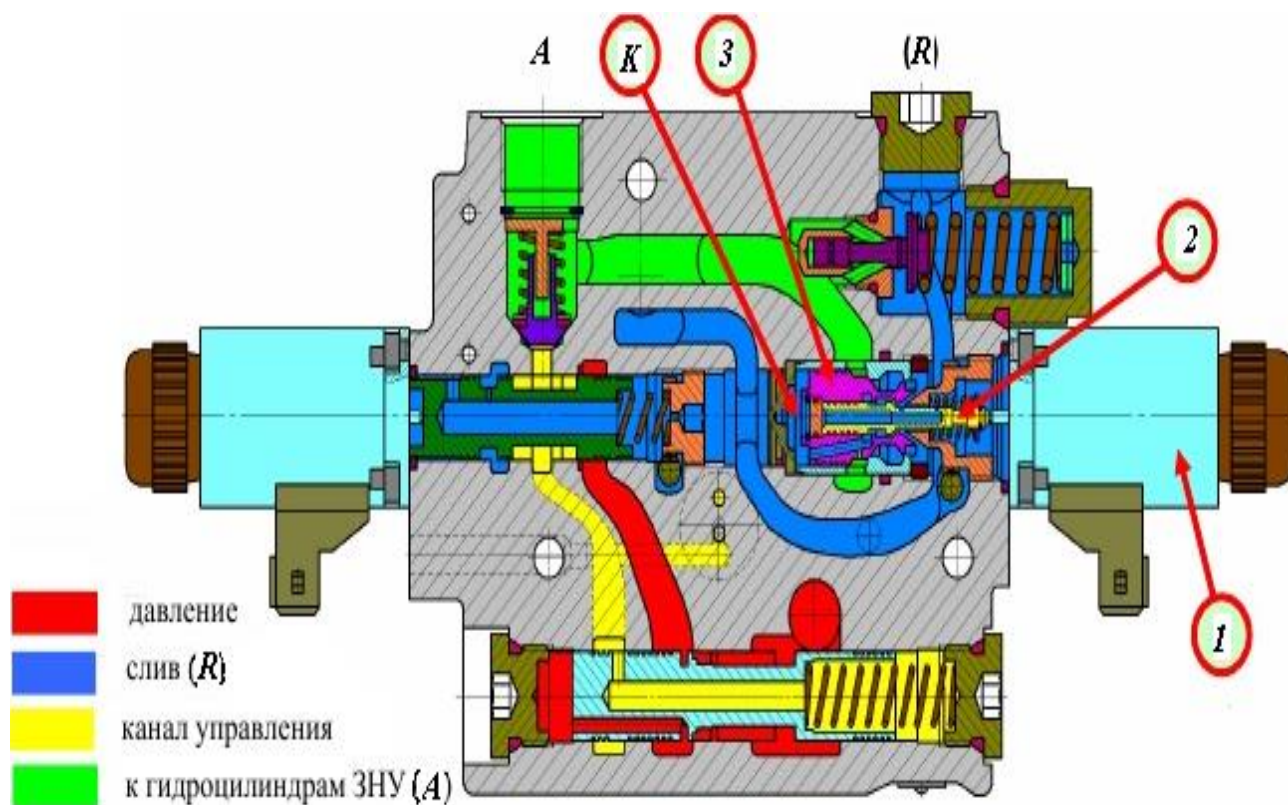 A
K
3
(R)
2
1
давление
слив (R)
канал управления
к гидроцилиндрам ЗНУ (A)